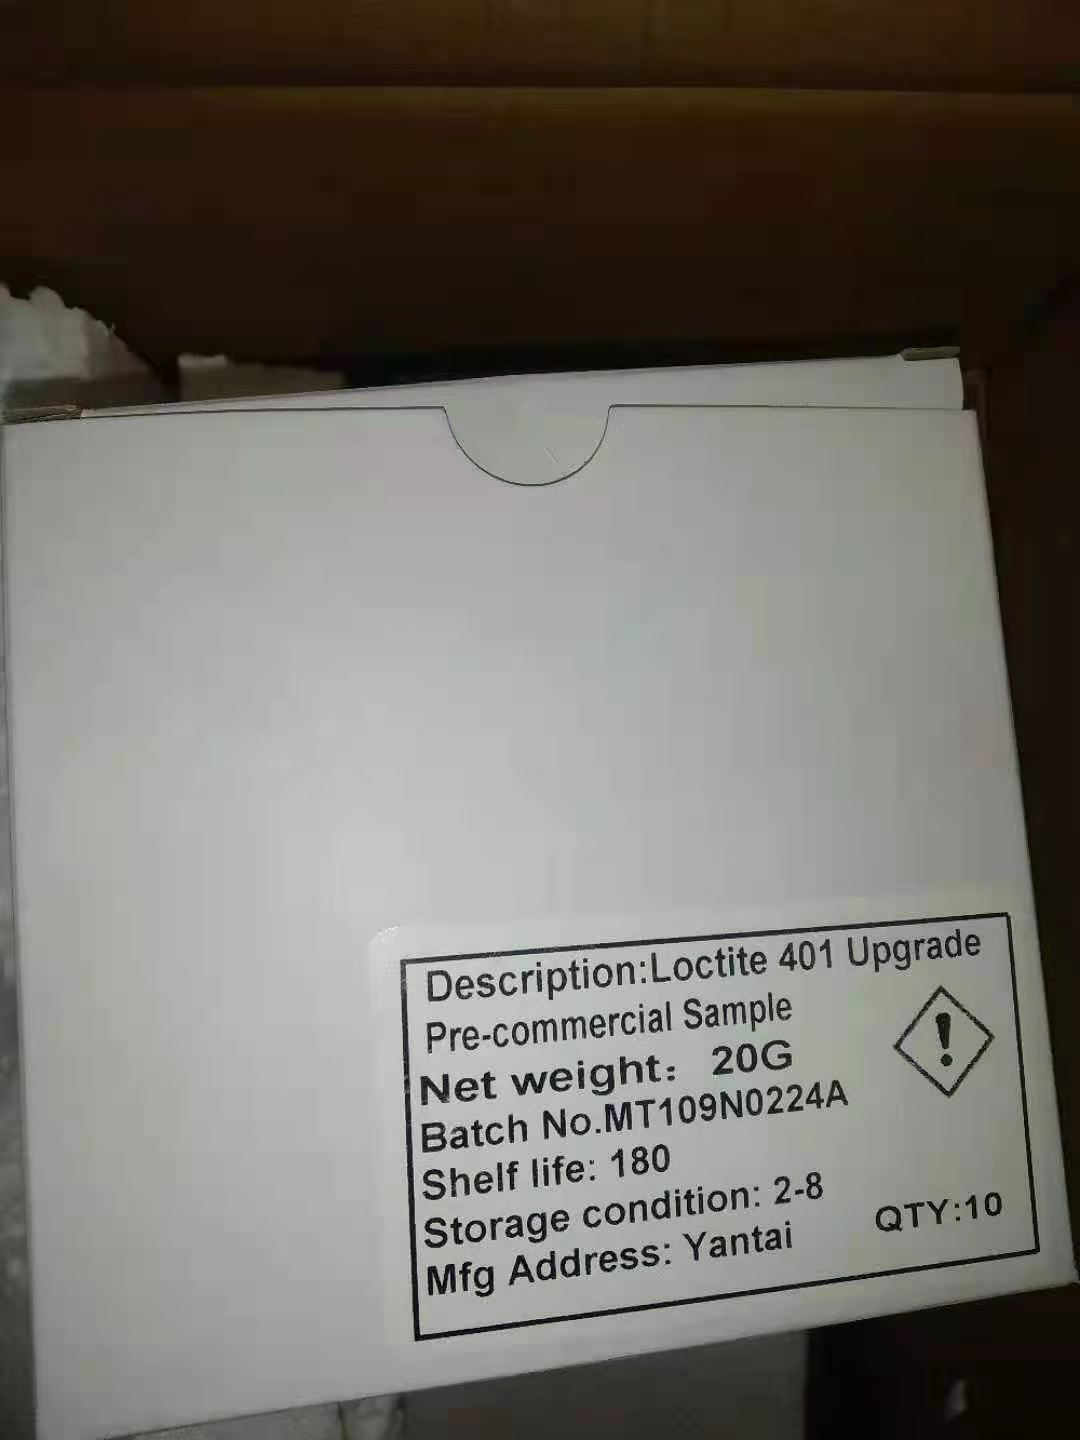 Description:Loctite 401 Upgrade
Pre-commercial Sample
Net weight： 20G
Batch No.MT109N0224A
Shelf life: 180
Storage condition: 2-8
Mfg Address: Yantai
QTY:10